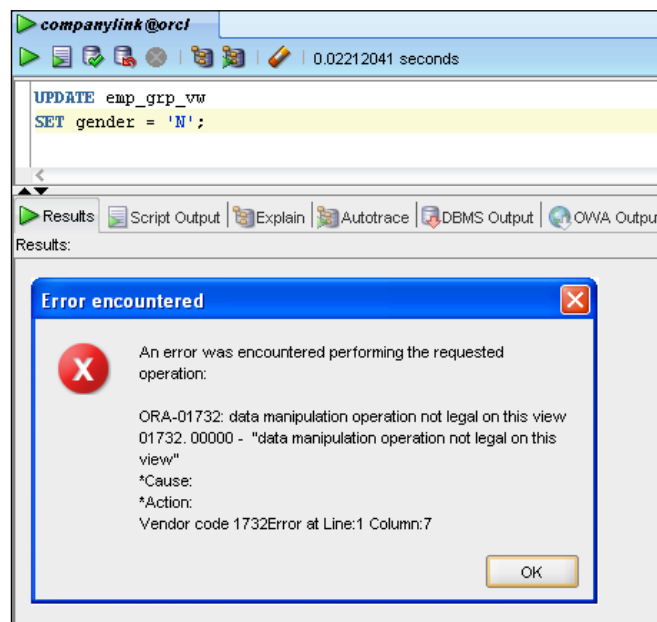 companylink@orcl
0.02212041 seconds
UPDATE emp_grp_vw
SET gender = 'N';
Results Script Output Explain Autotrace DBMS Output OWA Outpu
Results:
Error encountered
An error was encountered performing the requested
operation:
ORA-01732: data manipulation operation not legal on this view
01732. 00000 -  "data manipulation operation not legal on this
view"
*Cause:
*Action:
Vendor code 1732Error at Line:1 Column:7
OK